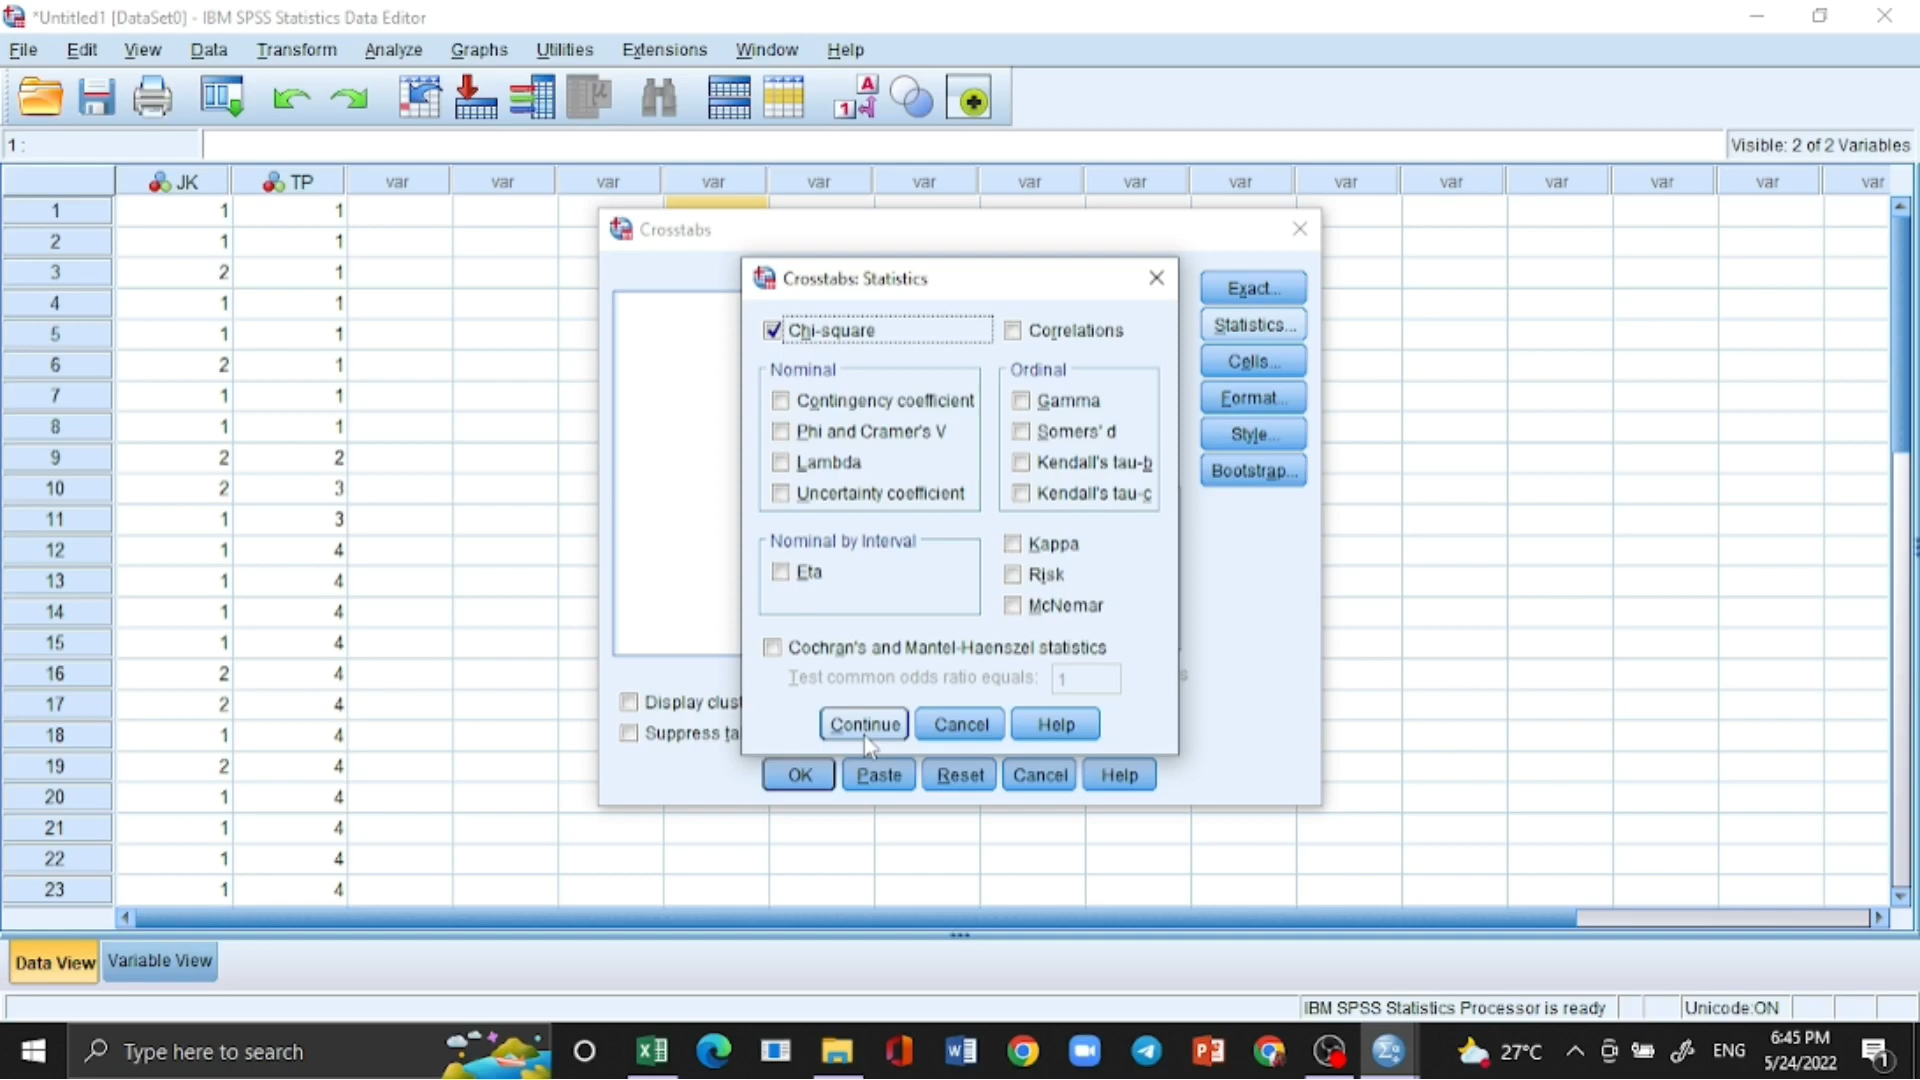 *Untitled1 [DataSet0] - IBM SPSS Statistics Data Editor
File Edit View Data Transform Analyze Graphs Utilities Extensions Window Help
1 :
Visible: 2 of 2 Variables
JK TP var var var var var var var var var var var var var var var
1 1 1
2 1 1
3 2 1
4 1 1
5 1 1
6 2 1
7 1 1
8 1 1
9 2 2
10 2 3
11 1 3
12 1 4
13 1 4
14 1 4
15 1 4
16 2 4
17 2 4
18 1 4
19 2 4
20 1 4
21 1 4
22 1 4
23 1 4
Crosstabs
Exact...
Statistics...
Cells...
Format...
Style...
Bootstrap...
Display clust
Suppress ta
OK Paste Reset Cancel Help
Crosstabs: Statistics
Chi-square Correlations
Nominal Ordinal
Contingency coefficient Gamma
Phi and Cramer's V Somers' d
Lambda Kendall's tau-b
Uncertainty coefficient Kendall's tau-c
Nominal by Interval Kappa
Eta Risk
McNemar
Cochran's and Mantel-Haenszel statistics
Test common odds ratio equals: 1
Continue Cancel Help
Data View Variable View
IBM SPSS Statistics Processor is ready Unicode:ON
Type here to search
27°C ENG 6:45 PM
5/24/2022
1